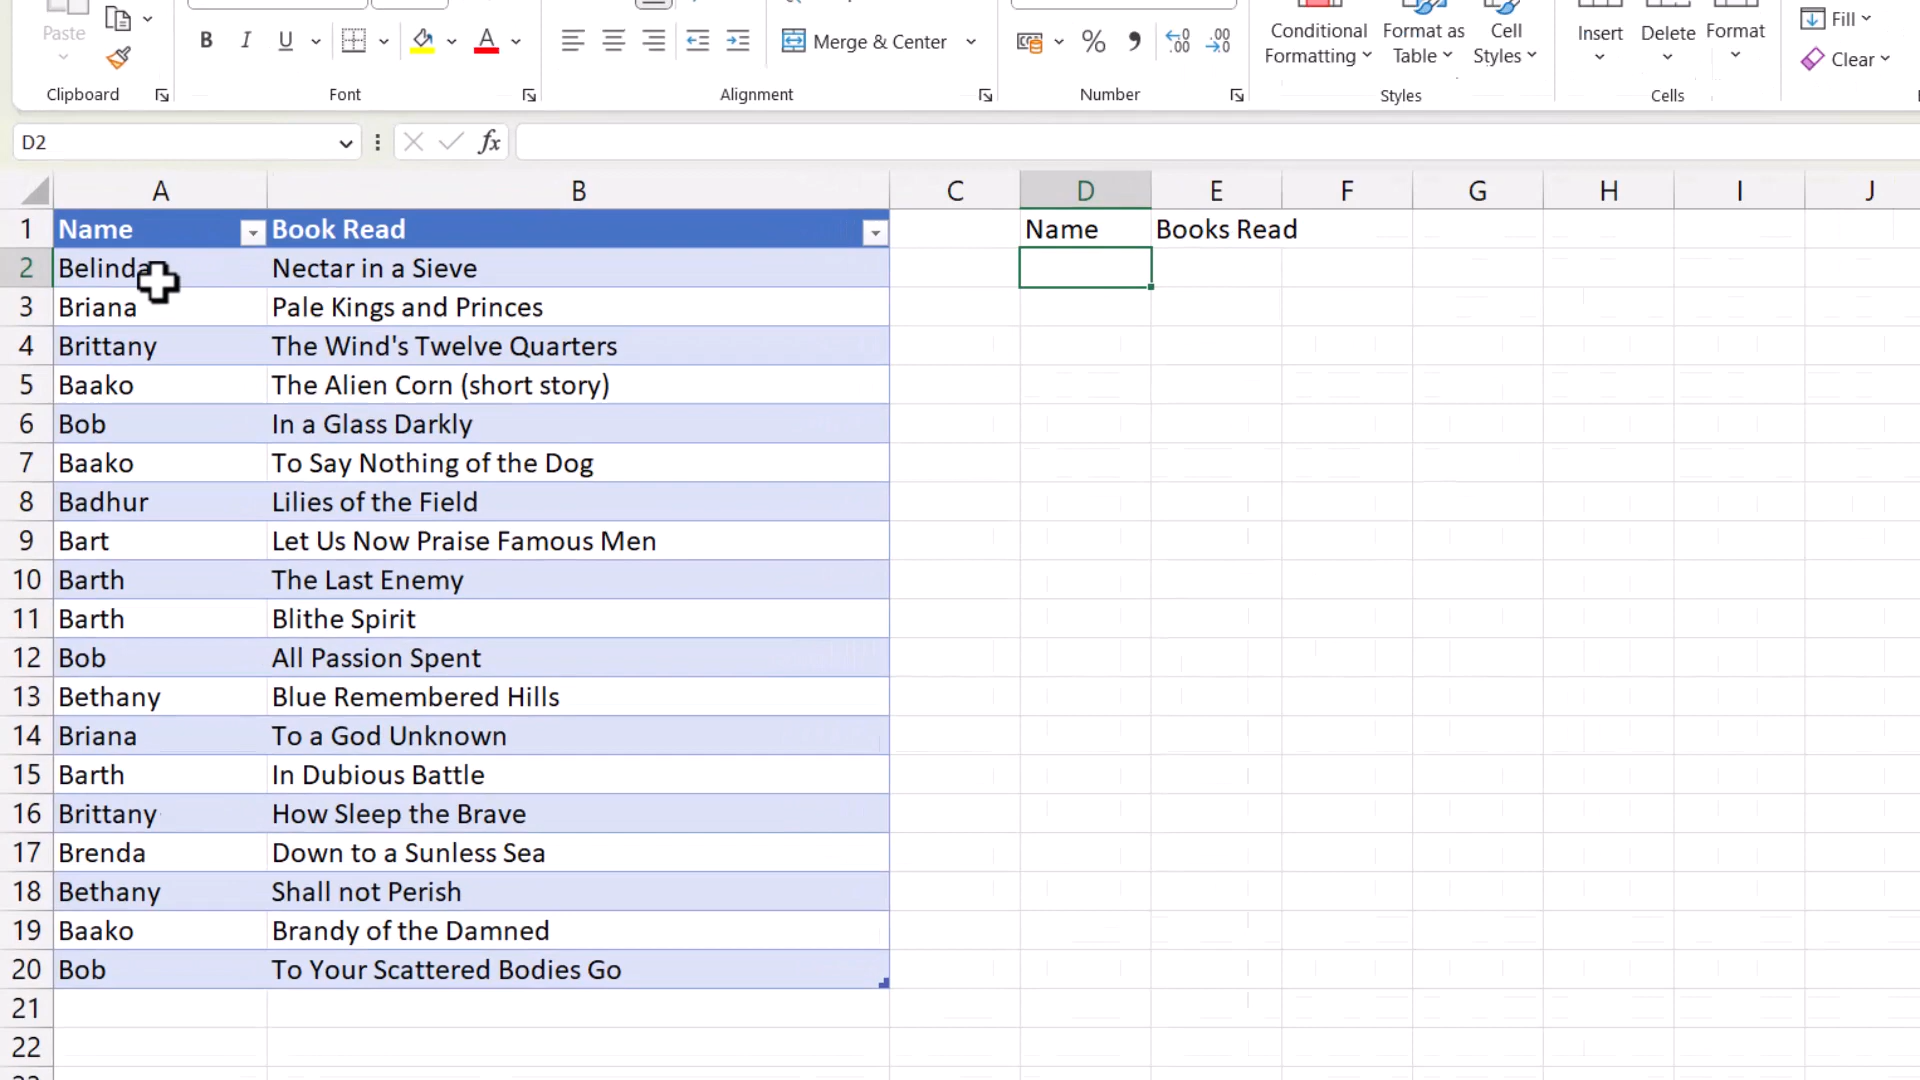 Paste
B I U A
Merge & Center
% , .00 .00
Conditional Formatting
Format as Table
Cell Styles
Insert
Delete
Format
Fill
Clear
Clipboard
Font
Alignment
Number
Styles
Cells
D2
fx
A B C D E F G H I J
1 Name Book Read Name Books Read
2 Belinda Nectar in a Sieve
3 Briana Pale Kings and Princes
4 Brittany The Wind's Twelve Quarters
5 Baako The Alien Corn (short story)
6 Bob In a Glass Darkly
7 Baako To Say Nothing of the Dog
8 Badhur Lilies of the Field
9 Bart Let Us Now Praise Famous Men
10 Barth The Last Enemy
11 Barth Blithe Spirit
12 Bob All Passion Spent
13 Bethany Blue Remembered Hills
14 Briana To a God Unknown
15 Barth In Dubious Battle
16 Brittany How Sleep the Brave
17 Brenda Down to a Sunless Sea
18 Bethany Shall not Perish
19 Baako Brandy of the Damned
20 Bob To Your Scattered Bodies Go
21
22